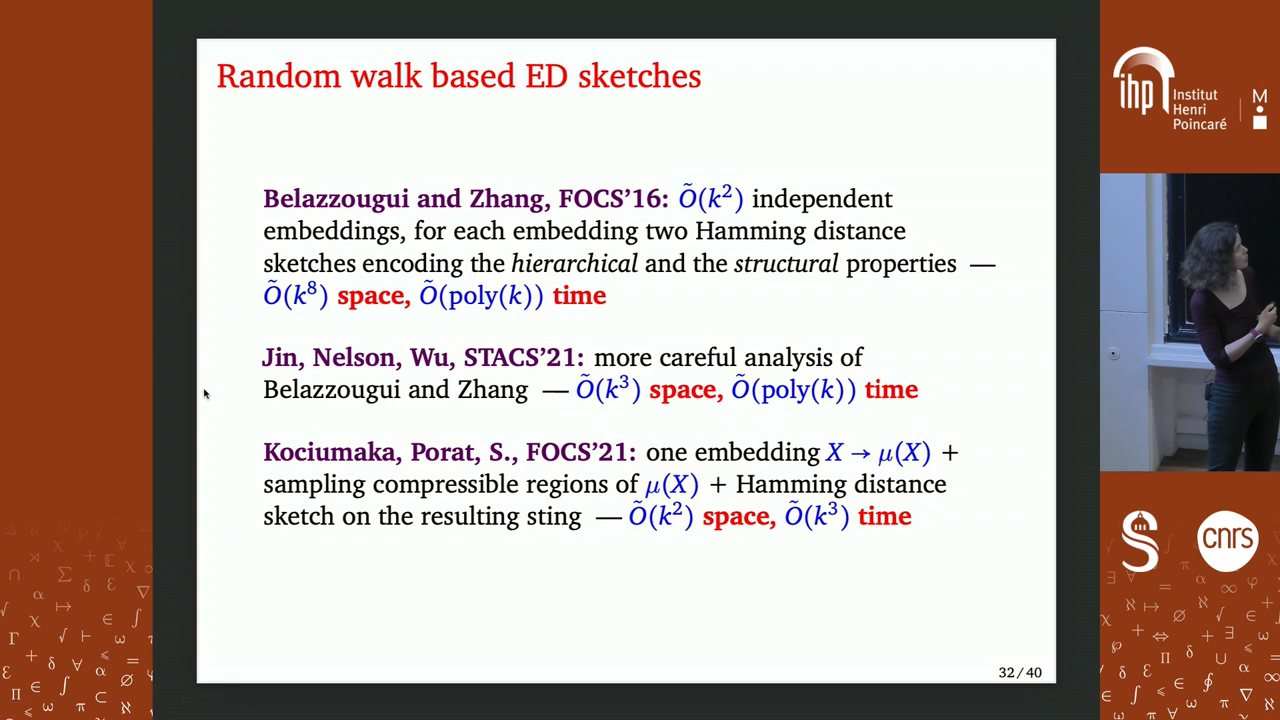 Random walk based ED sketches
Belazzougui and Zhang, FOCS'16: Õ(k²) independent
embeddings, for each embedding two Hamming distance
sketches encoding the hierarchical and the structural properties —
Õ(k⁸) space, Õ(poly(k)) time
Jin, Nelson, Wu, STACS'21: more careful analysis of
Belazzougui and Zhang — Õ(k³) space, Õ(poly(k)) time
Kociumaka, Porat, S., FOCS'21: one embedding X → μ(X) +
sampling compressible regions of μ(X) + Hamming distance
sketch on the resulting sting — Õ(k²) space, Õ(k³) time
32/40
ihp
Institut
Henri
Poincaré
M
S
cnrs